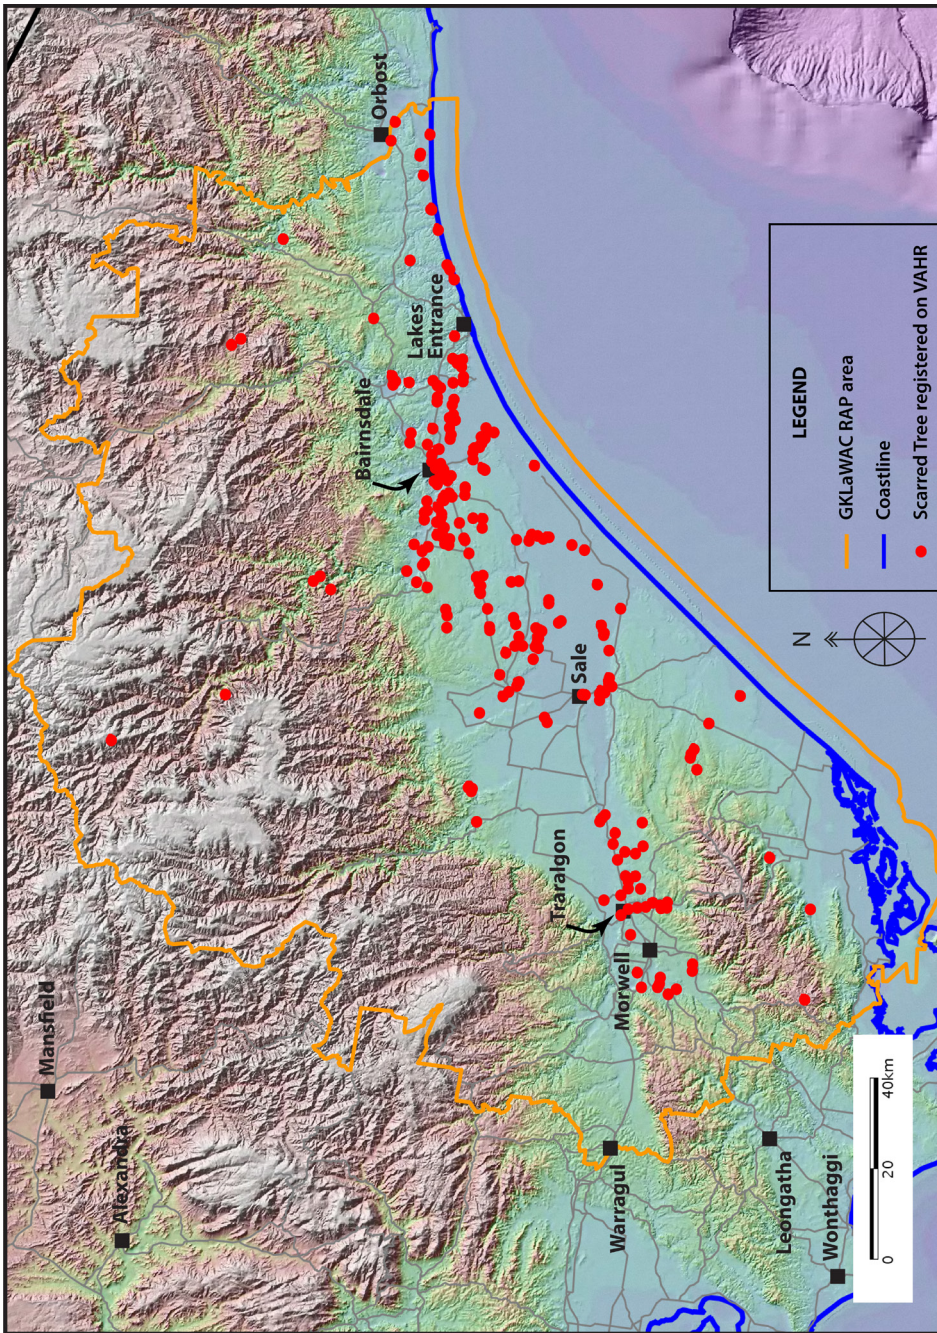 Mansfield
Alexandra
Orbost
Bairnsdale
Lakes
Entrance
Sale
Traralgon
Morwell
Warragul
Leongatha
Wonthaggi
N
LEGEND
GKLaWAC RAP area
Coastline
Scarred Tree registered on VAHR
0
20
40km